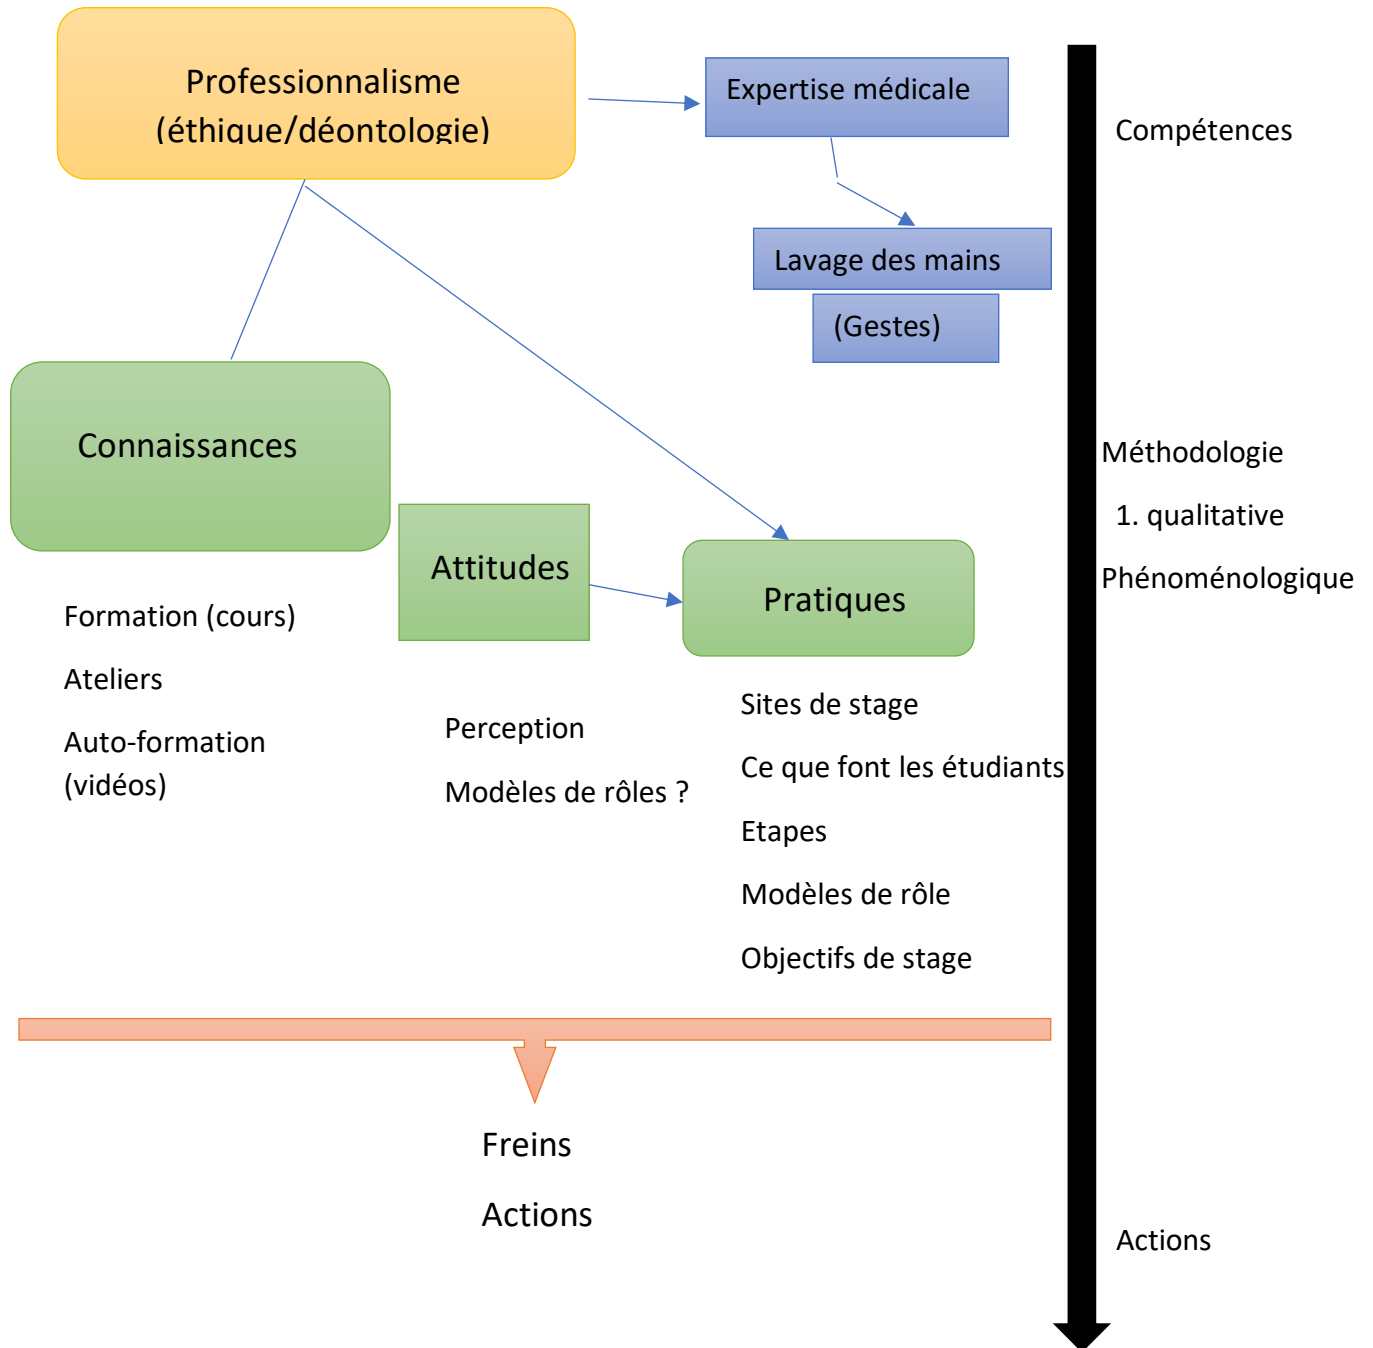 Professionnalisme
(éthique/déontologie)
Expertise médicale
Compétences
Lavage des mains
(Gestes)
Connaissances
Attitudes
Pratiques
Méthodologie
1. qualitative
Phénoménologique
Formation (cours)
Ateliers
Auto-formation
(vidéos)
Perception
Modèles de rôles ?
Sites de stage
Ce que font les étudiants
Etapes
Modèles de rôle
Objectifs de stage
Freins
Actions
Actions